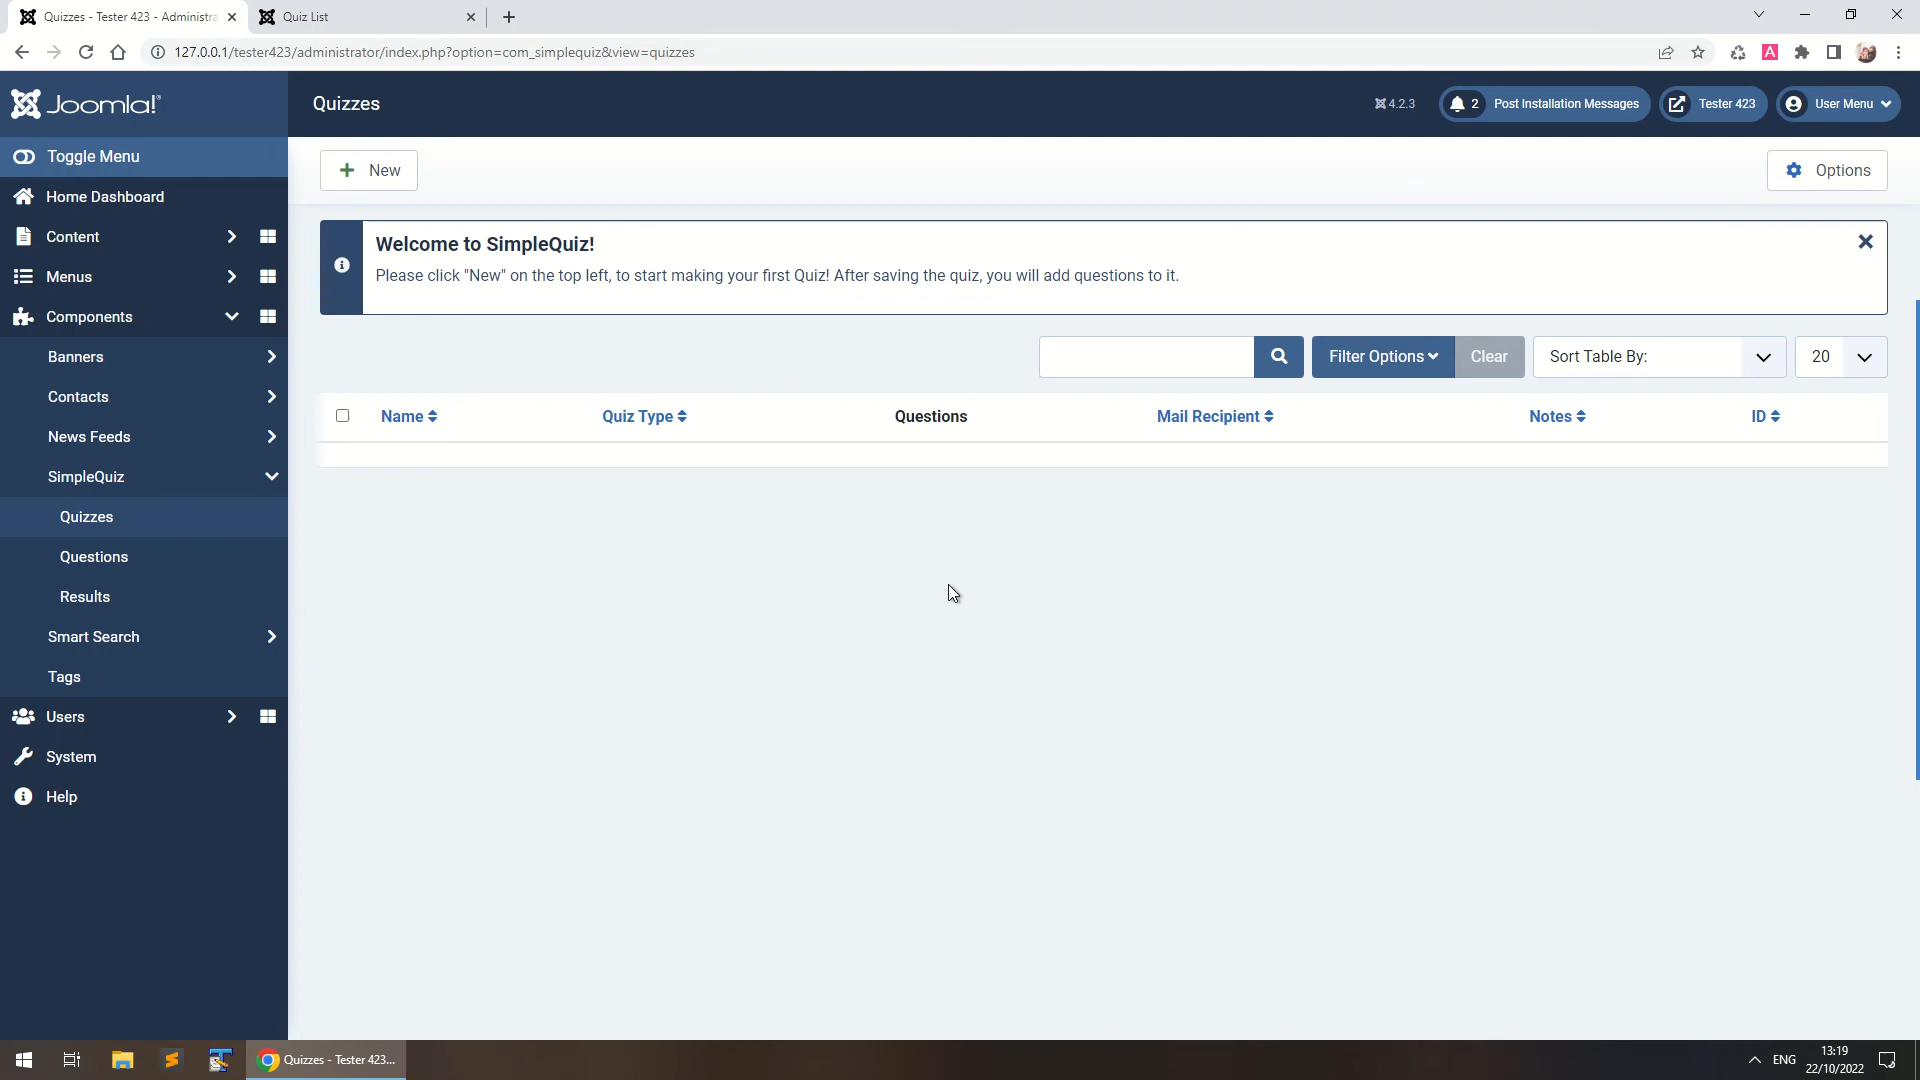 Quizzes - Tester 423 - Administra
Quiz List
127.0.0.1/tester423/administrator/index.php?option=com_simplequiz&view=quizzes
A
Joomla!
Quizzes
4.2.3
2 Post Installation Messages
Tester 423
User Menu
Toggle Menu
Home Dashboard
Content
Menus
Components
Banners
Contacts
News Feeds
SimpleQuiz
Quizzes
Questions
Results
Smart Search
Tags
Users
System
Help
New
Options
Welcome to SimpleQuiz!
Please click "New" on the top left, to start making your first Quiz! After saving the quiz, you will add questions to it.
Filter Options
Clear
Sort Table By:
20
Name
Quiz Type
Questions
Mail Recipient
Notes
ID
Quizzes - Tester 423...
ENG
13:19
22/10/2022